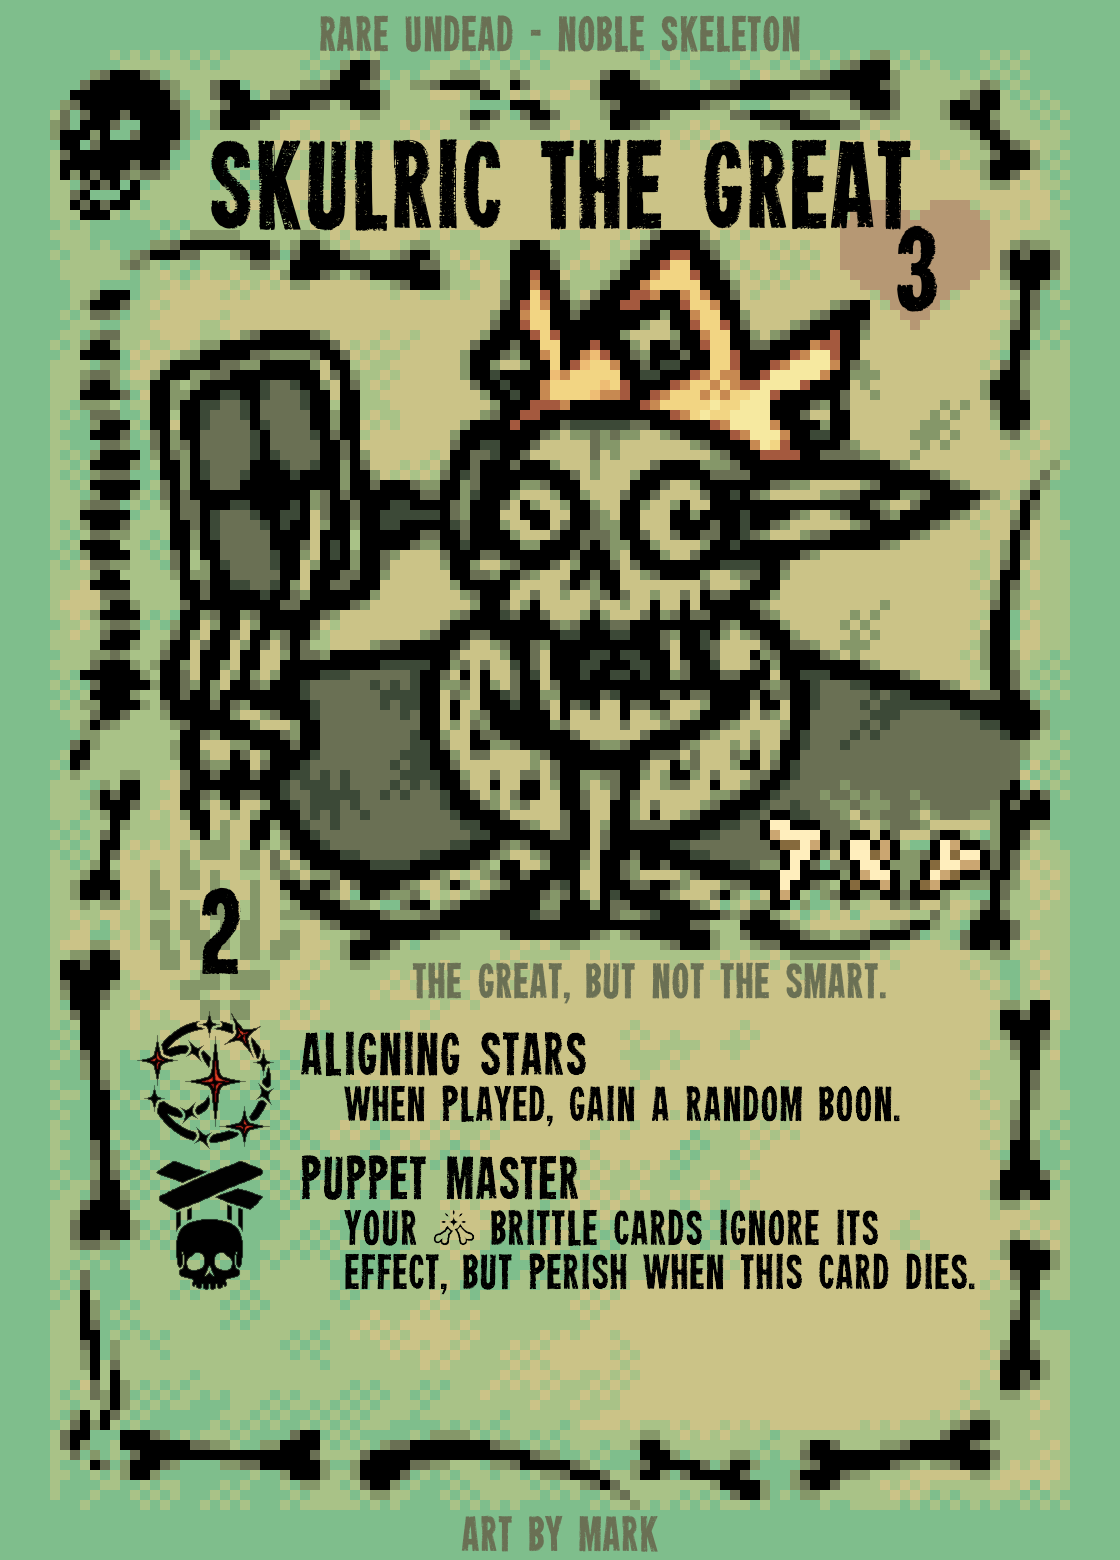 RARE UNDEAD - NOBLE SKELETON
SKULRIC THE GREAT
3
2
THE GREAT, BUT NOT THE SMART.
ALIGNING STARS
WHEN PLAYED, GAIN A RANDOM BOON.
PUPPET MASTER
YOUR BRITTLE CARDS IGNORE ITS
EFFECT, BUT PERISH WHEN THIS CARD DIES.
ART BY MARK